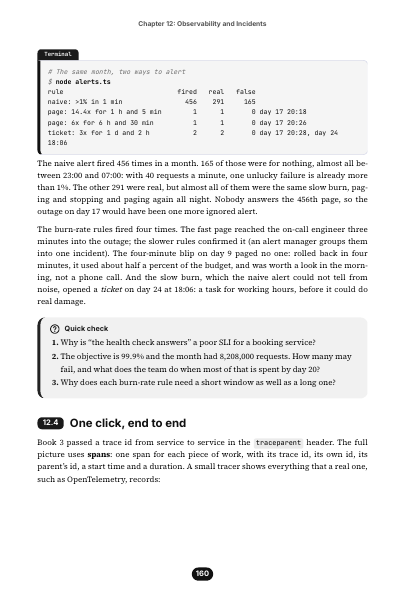 Chapter 12: Observability and Incidents
Terminal
# The same month, two ways to alert
$ node alerts.ts
rule fired real false
naive: >1% in 1 min 456 291 165
page: 14.4x for 1 h and 5 min 1 1 0 day 17 20:18
page: 6x for 6 h and 30 min 1 1 0 day 17 20:26
ticket: 3x for 1 d and 2 h 2 2 0 day 17 20:28, day 24
18:06
The naive alert fired 456 times in a month. 165 of those were for nothing, almost all be-
tween 23:00 and 07:00: with 40 requests a minute, one unlucky failure is already more
than 1%. The other 291 were real, but almost all of them were the same slow burn, pag-
ing and stopping and paging again all night. Nobody answers the 456th page, so the
outage on day 17 would have been one more ignored alert.
The burn-rate rules fired four times. The fast page reached the on-call engineer three
minutes into the outage; the slower rules confirmed it (an alert manager groups them
into one incident). The four-minute blip on day 9 paged no one: rolled back in four
minutes, it used about half a percent of the budget, and was worth a look in the morn-
ing, not a phone call. And the slow burn, which the naive alert could not tell from
noise, opened a ticket on day 24 at 18:06: a task for working hours, before it could do
real damage.
Quick check
1. Why is “the health check answers” a poor SLI for a booking service?
2. The objective is 99.9% and the month had 8,208,000 requests. How many may
fail, and what does the team do when most of that is spent by day 20?
3. Why does each burn-rate rule need a short window as well as a long one?
12.4 One click, end to end
Book 3 passed a trace id from service to service in the traceparent header. The full
picture uses spans: one span for each piece of work, with its trace id, its own id, its
parent’s id, a start time and a duration. A small tracer shows everything that a real one,
such as OpenTelemetry, records:
160